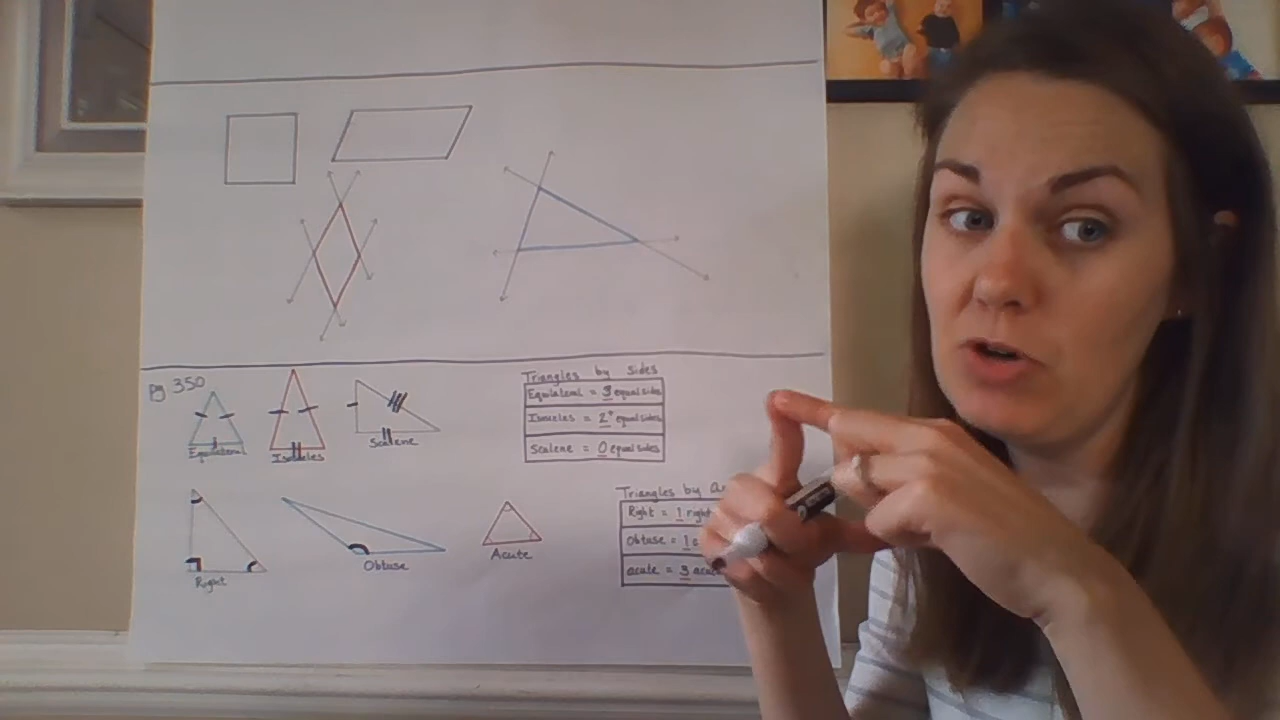 pg 350
Equilateral
Isosceles
Scalene
Triangles by sides
Equilateral = 3 equal sides
Isosceles = 2+ equal sides
Scalene = 0 equal sides
Right
Obtuse
Acute
Triangles by
Right = 1 right
Obtuse = 1
acute = 3